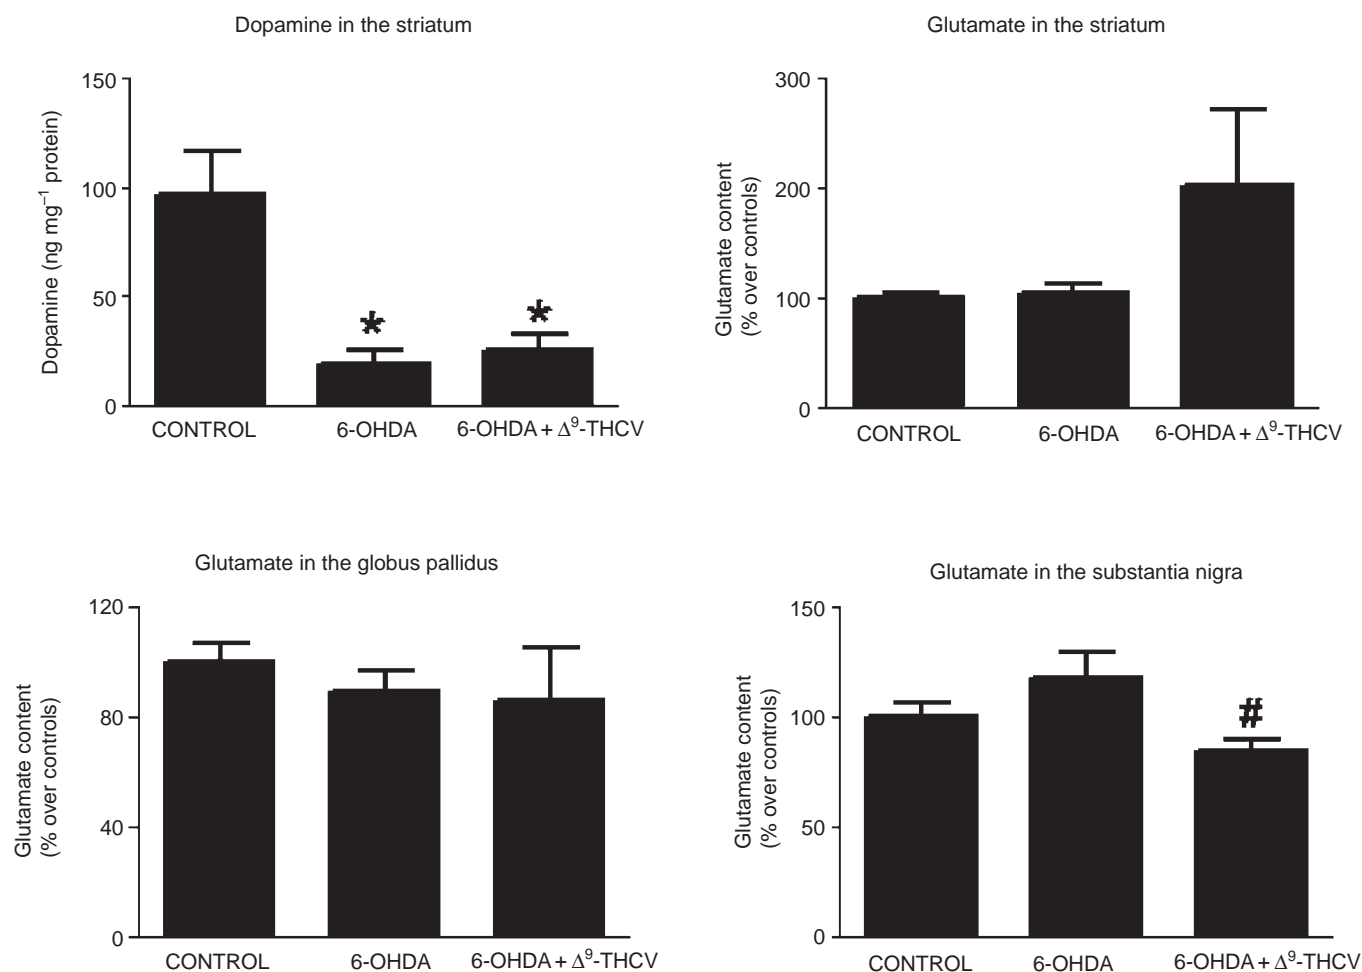 Dopamine in the striatum
Dopamine (ng mg⁻¹ protein)
150
100
50
0
*
*
CONTROL
6-OHDA
6-OHDA + Δ⁹-THCV
Glutamate in the striatum
Glutamate content
(% over controls)
300
200
100
0
CONTROL
6-OHDA
6-OHDA + Δ⁹-THCV
Glutamate in the globus pallidus
Glutamate content
(% over controls)
120
80
40
0
CONTROL
6-OHDA
6-OHDA + Δ⁹-THCV
Glutamate in the substantia nigra
Glutamate content
(% over controls)
150
100
50
0
#
CONTROL
6-OHDA
6-OHDA + Δ⁹-THCV